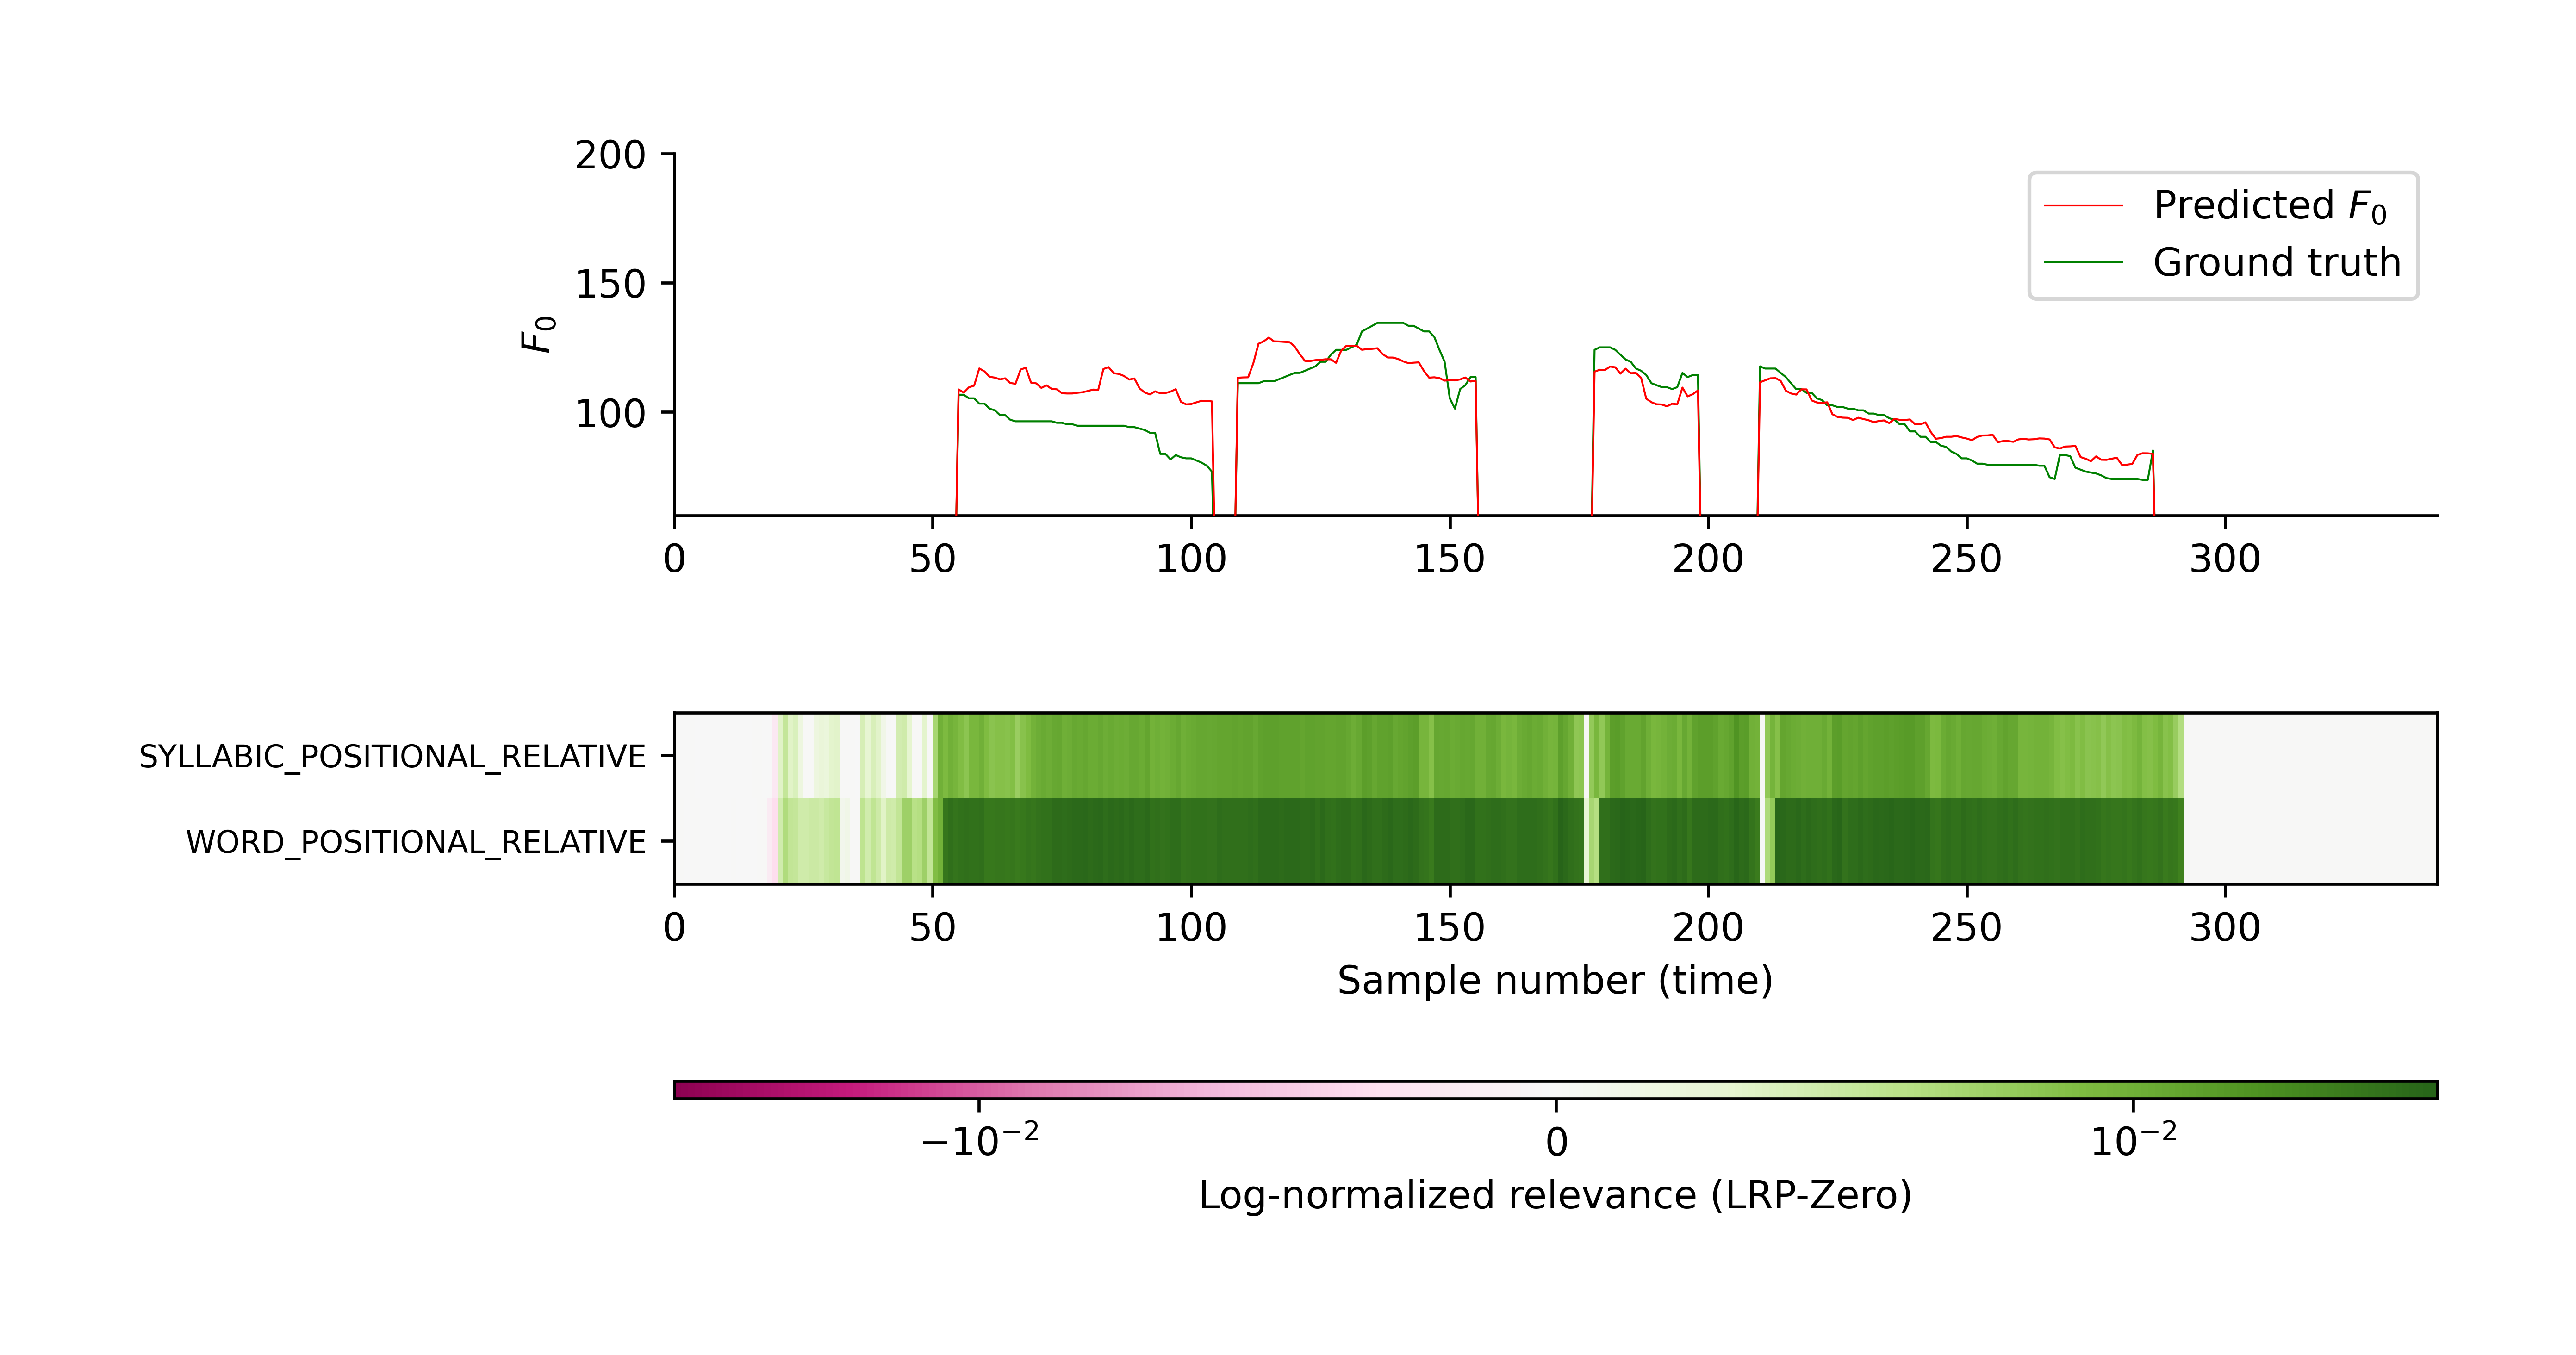 200
150
100
F₀
Predicted F₀
Ground truth
0 50 100 150 200 250 300
SYLLABIC_POSITIONAL_RELATIVE
WORD_POSITIONAL_RELATIVE
0 50 100 150 200 250 300
Sample number (time)
−10⁻² 0 10⁻²
Log-normalized relevance (LRP-Zero)